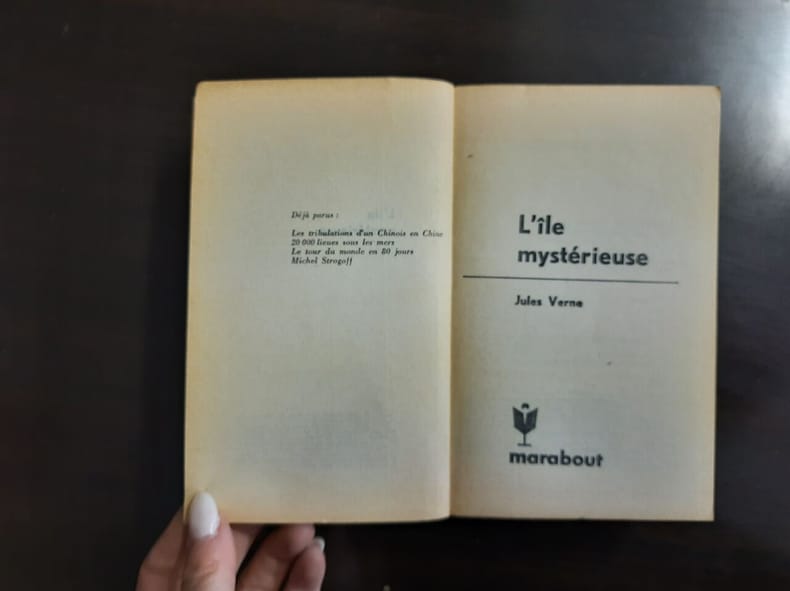 Déjà parus :
Les tribulations d'un Chinois en Chine
20 000 lieues sous les mers
Le tour du monde en 80 jours
Michel Strogoff
L'île
mystérieuse
Jules Verne
marabout